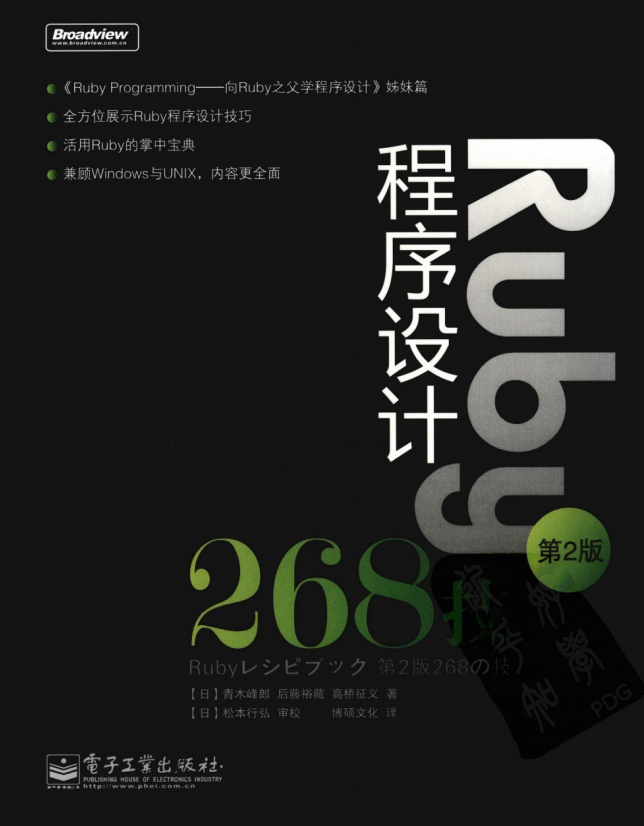 Broadview
www.broadview.com.cn
《Ruby Programming——向Ruby之父学程序设计》姊妹篇
全方位展示Ruby程序设计技巧
活用Ruby的掌中宝典
兼顾Windows与UNIX，内容更全面
Ruby
程序设计
268技
第2版
Rubyレシピブック 第2版268の技
【日】青木峰郎 后藤裕藏 高桥征义 著
【日】松本行弘 审校 博硕文化 译
PDG
電子工業出版社·
PUBLISHING HOUSE OF ELECTRONICS INDUSTRY
http://www.phei.com.cn